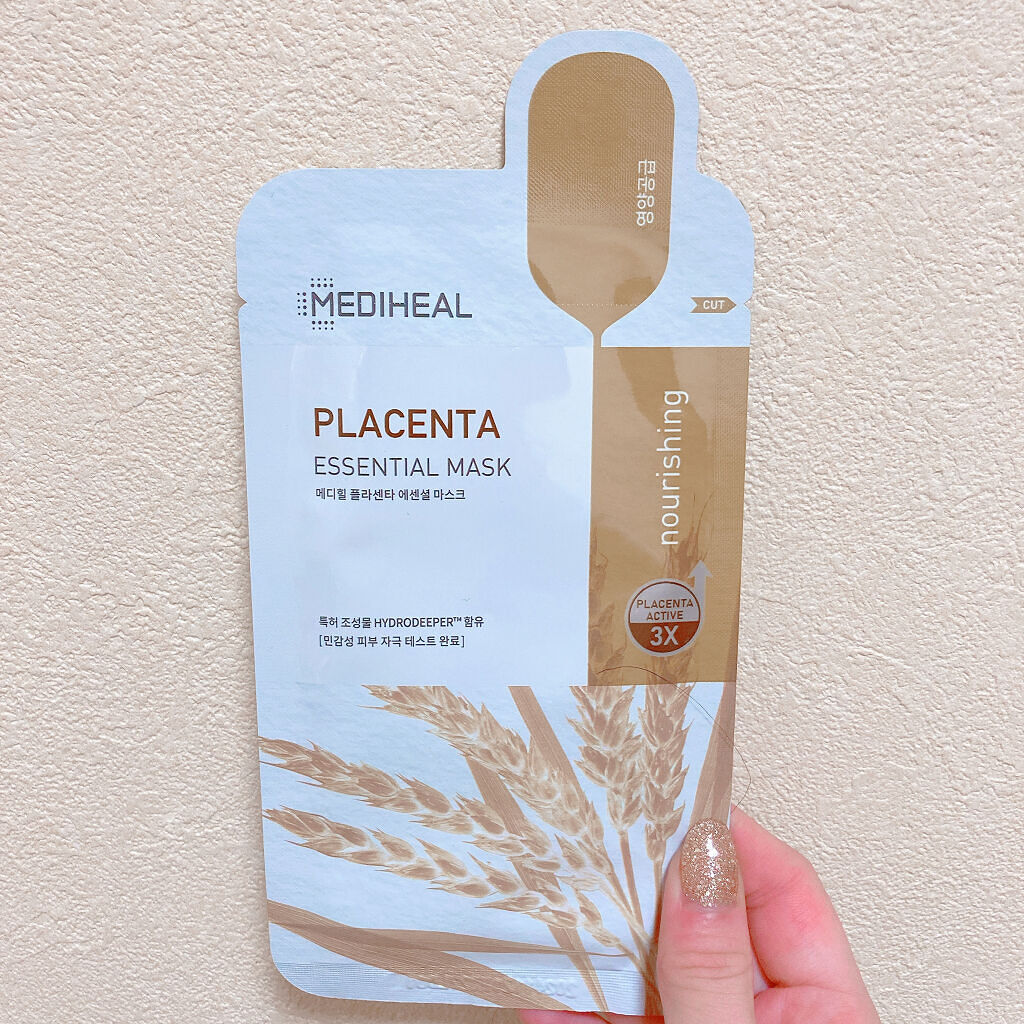 영양공급
MEDIHEAL
CUT
PLACENTA
ESSENTIAL MASK
메디힐 플라센타 에센셜 마스크
nourishing
PLACENTA
ACTIVE
3X
특허 조성물 HYDRODEEPER™ 함유
[민감성 피부 자극 테스트 완료]